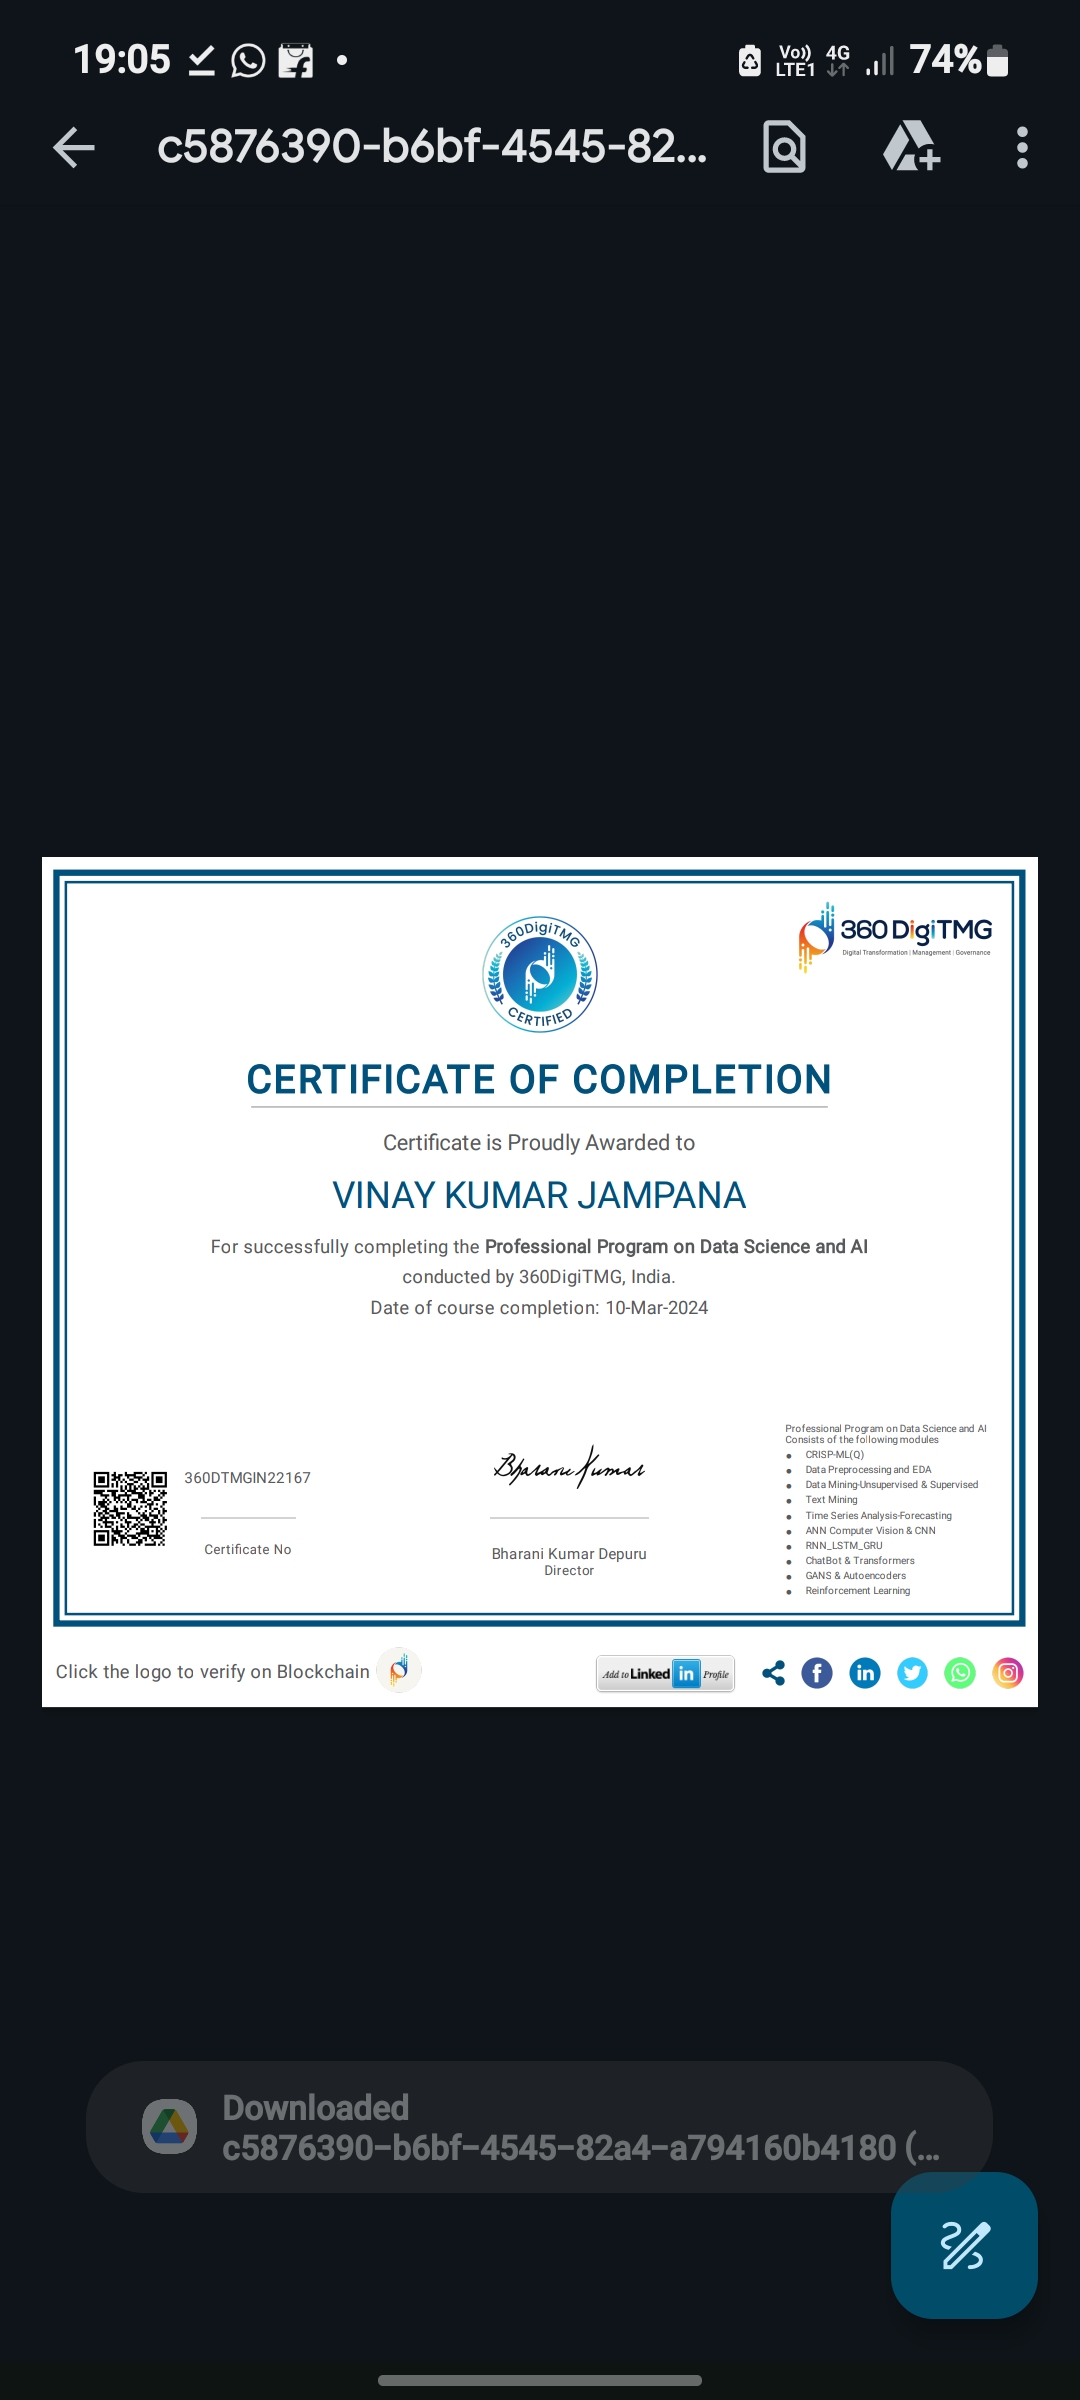 19:05
Vo)) LTE1 4G 74%
c5876390-b6bf-4545-82...
360DigiTMG
CERTIFIED
360DigiTMG
Digital Transformation | Management | Governance
CERTIFICATE OF COMPLETION
Certificate is Proudly Awarded to
VINAY KUMAR JAMPANA
For successfully completing the Professional Program on Data Science and AI
conducted by 360DigiTMG, India.
Date of course completion: 10-Mar-2024
360DTMGIN22167
Certificate No
Bharani Kumar
Bharani Kumar Depuru
Director
Professional Program on Data Science and AI
Consists of the following modules
• CRISP-ML(Q)
• Data Preprocessing and EDA
• Data Mining-Unsupervised & Supervised
• Text Mining
• Time Series Analysis-Forecasting
• ANN Computer Vision & CNN
• RNN_LSTM_GRU
• ChatBot & Transformers
• GANS & Autoencoders
• Reinforcement Learning
Click the logo to verify on Blockchain
Add to Linked in Profile
Downloaded
c5876390-b6bf-4545-82a4-a794160b4180 (...